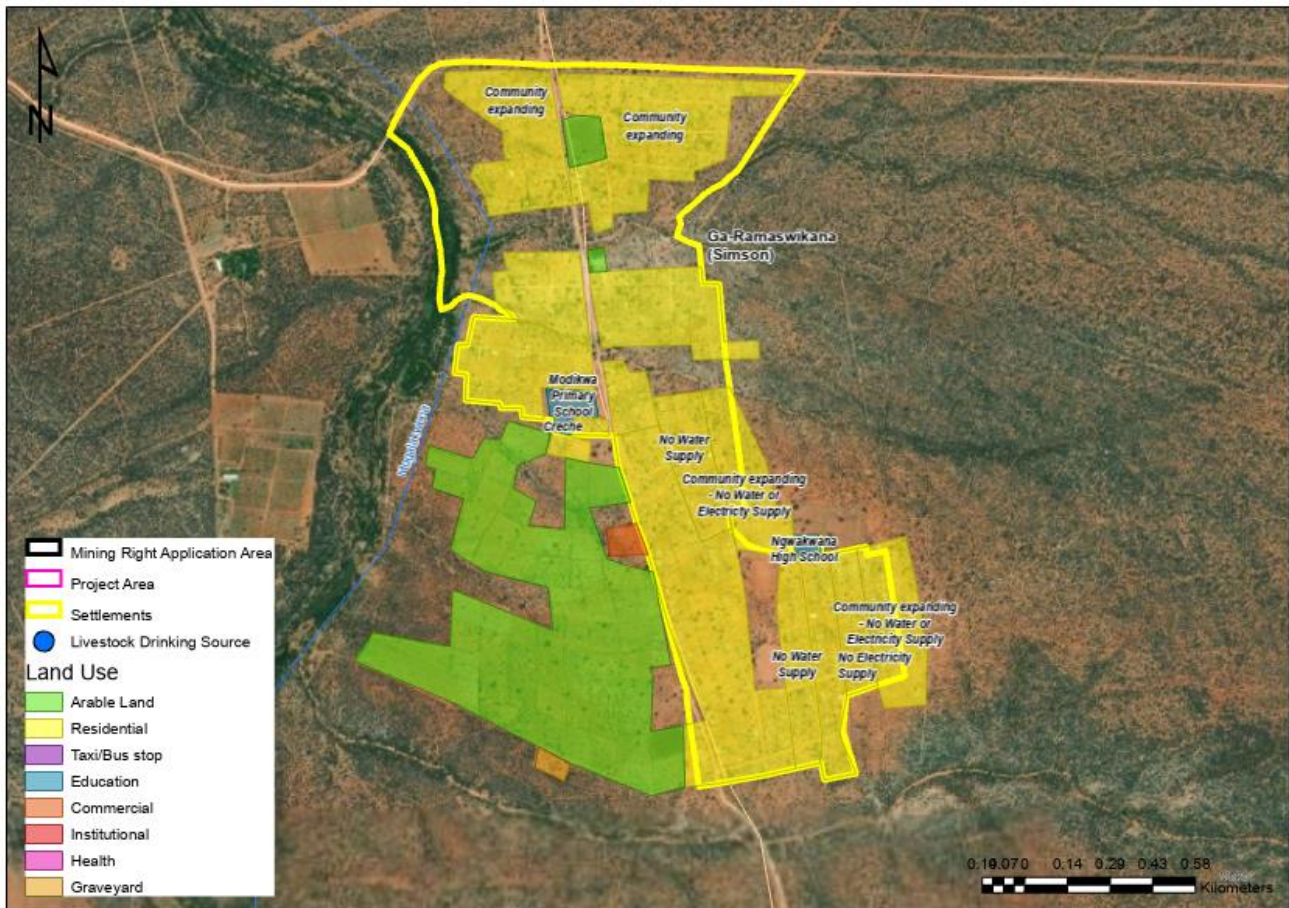 N
Community
expanding
Community
expanding
Ga-Ramaswikana
(Simson)
Modikwa
Primary
School
Creche
No Water
Supply
Community expanding
- No Water or
Electricty Supply
Ngwakwana
High School
Community expanding
- No Water or
Electricity Supply
No Water
Supply
No Electricity
Supply
Mining Right Application Area
Project Area
Settlements
Livestock Drinking Source
Land Use
Arable Land
Residential
Taxi/Bus stop
Education
Commercial
Institutional
Health
Graveyard
0.14 0.29 0.43 0.58
Kilometers